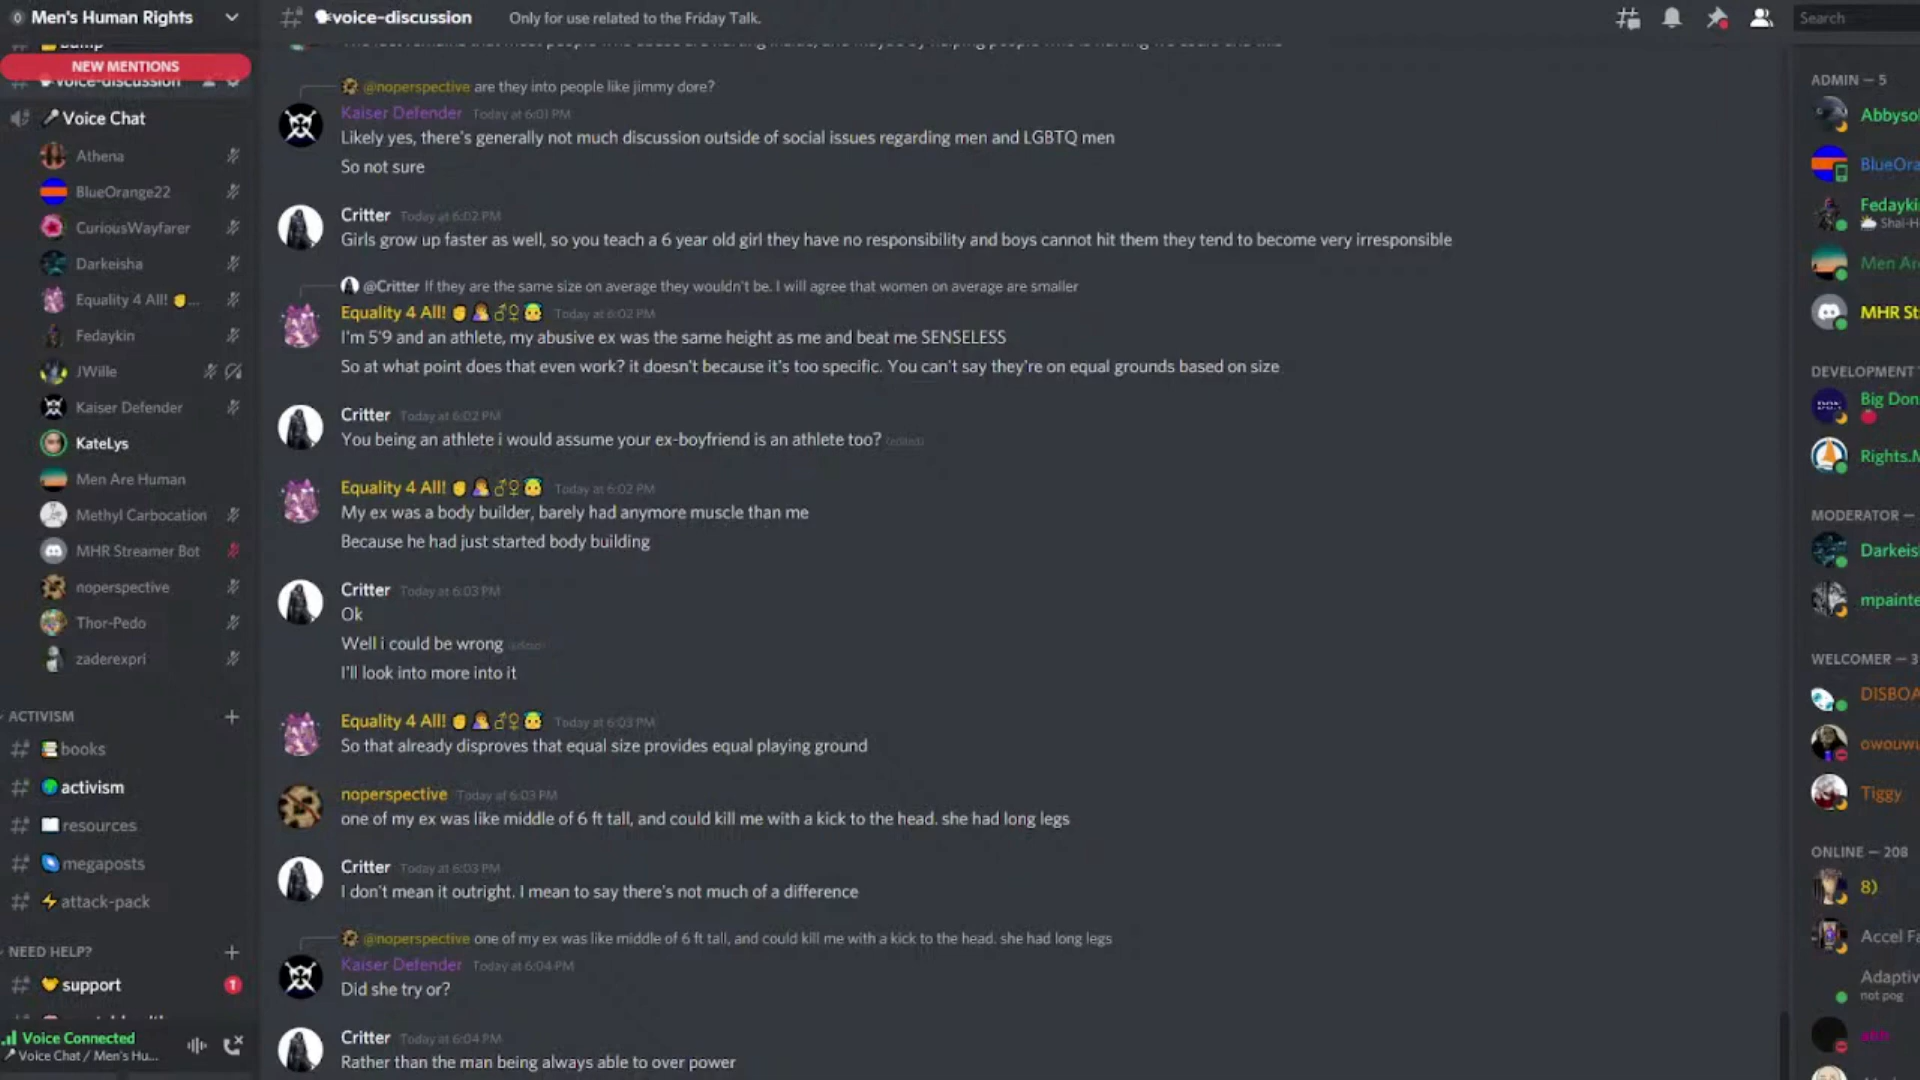 Men's Human Rights
NEW MENTIONS
voice-discussion
Voice Chat
Athena
BlueOrange22
CuriousWayfarer
Darkeisha
Equality 4 All! ✊...
Fedaykin
JWille
Kaiser Defender
KateLys
Men Are Human
Methyl Carbocation
MHR Streamer Bot
noperspective
Thor-Pedo
zaderexpri
ACTIVISM
books
activism
resources
megaposts
attack-pack
NEED HELP?
support
1
Voice Connected
Voice Chat / Men's Hu...
voice-discussion
Only for use related to the Friday Talk.
Search
@noperspective are they into people like jimmy dore?
Kaiser Defender Today at 6:01 PM
Likely yes, there's generally not much discussion outside of social issues regarding men and LGBTQ men
So not sure
Critter Today at 6:02 PM
Girls grow up faster as well, so you teach a 6 year old girl they have no responsibility and boys cannot hit them they tend to become very irresponsible
@Critter If they are the same size on average they wouldn't be. I will agree that women on average are smaller
Equality 4 All! Today at 6:02 PM
I'm 5'9 and an athlete, my abusive ex was the same height as me and beat me SENSELESS
So at what point does that even work? it doesn't because it's too specific. You can't say they're on equal grounds based on size
Critter Today at 6:02 PM
You being an athlete i would assume your ex-boyfriend is an athlete too? (edited)
Equality 4 All! Today at 6:02 PM
My ex was a body builder, barely had anymore muscle than me
Because he had just started body building
Critter Today at 6:03 PM
Ok
Well i could be wrong (edited)
I'll look into more into it
Equality 4 All! Today at 6:03 PM
So that already disproves that equal size provides equal playing ground
noperspective Today at 6:03 PM
one of my ex was like middle of 6 ft tall, and could kill me with a kick to the head. she had long legs
Critter Today at 6:03 PM
I don't mean it outright. I mean to say there's not much of a difference
@noperspective one of my ex was like middle of 6 ft tall, and could kill me with a kick to the head. she had long legs
Kaiser Defender Today at 6:04 PM
Did she try or?
Critter Today at 6:04 PM
Rather than the man being always able to over power
ADMIN — 5
Abbysol
BlueOra
Fedayki
Shai-H
Men Are
MHR St
DEVELOPMENT
Big Don
Rights.M
MODERATOR —
Darkeis
mpainte
WELCOMER — 3
DISBOA
owouwu
Tiggy
ONLINE — 208
8)
Accel Fa
Adaptiv
not pog